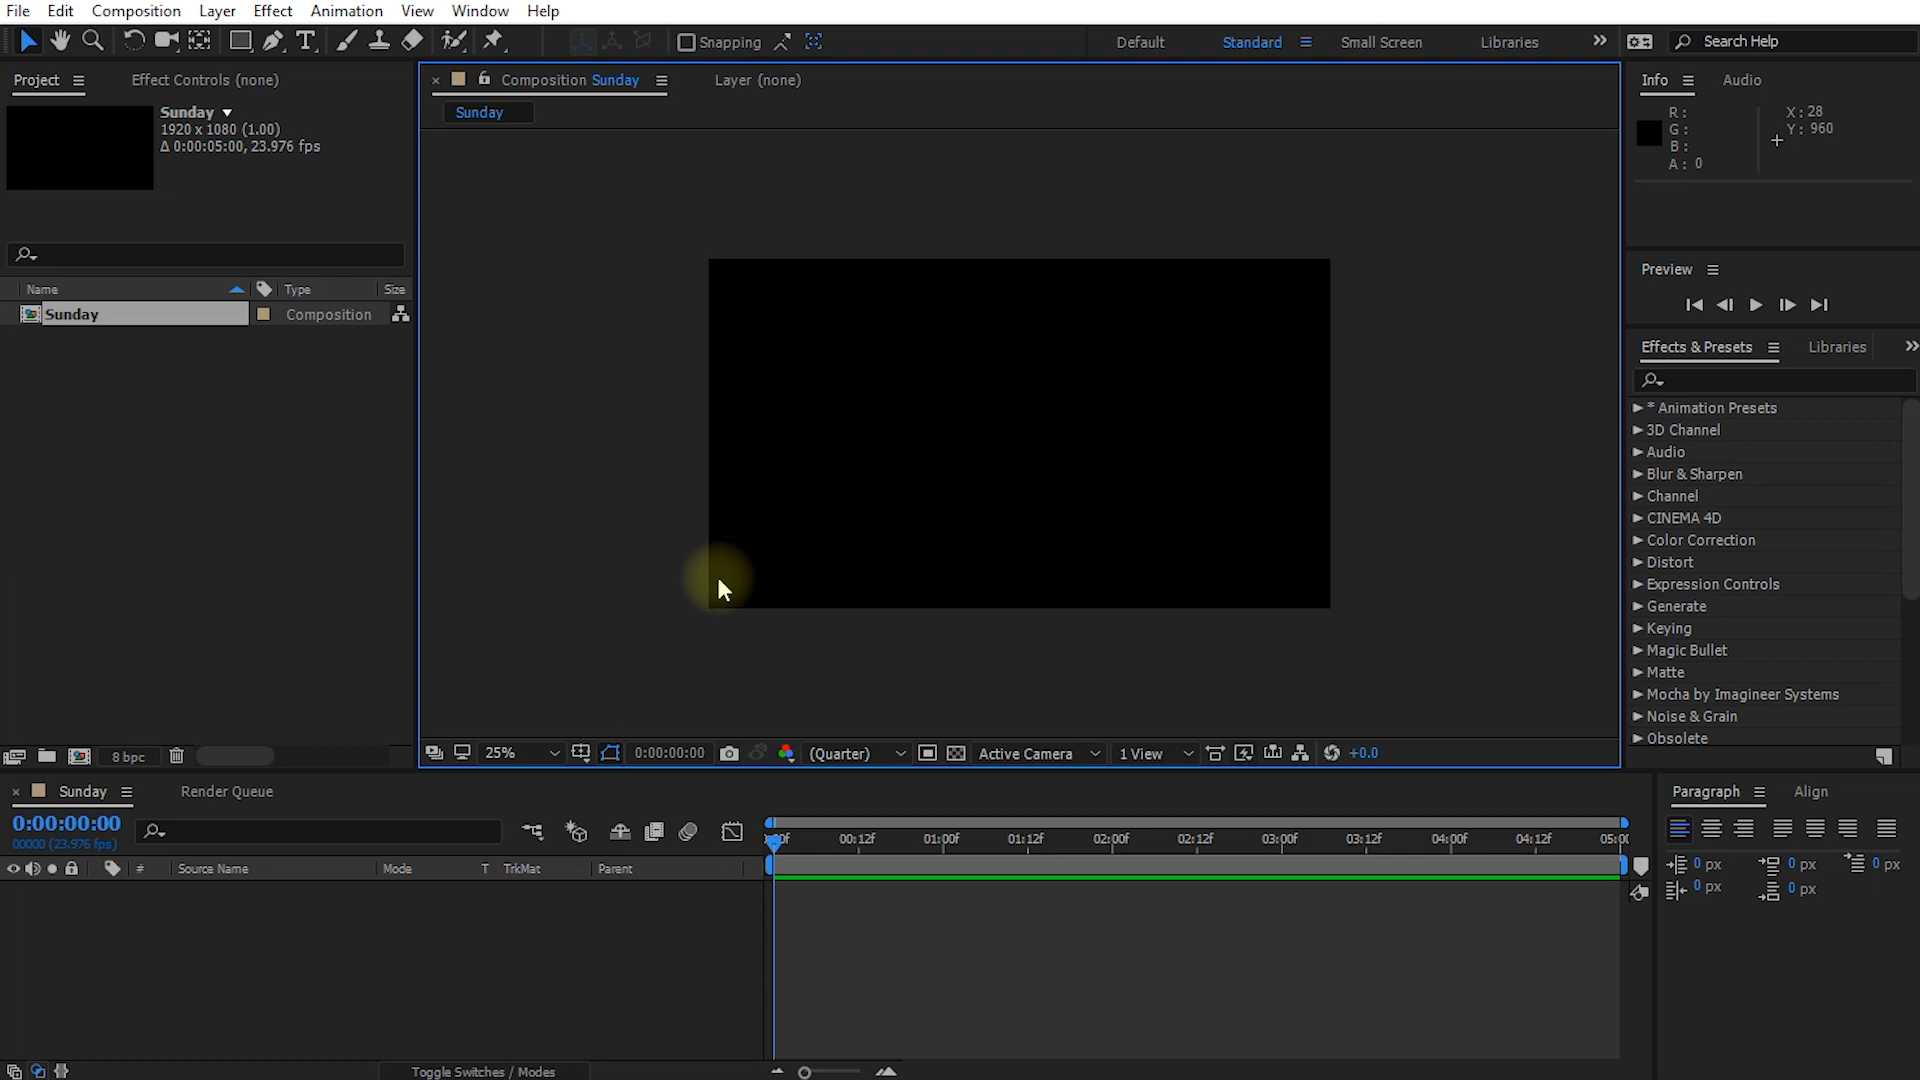 File Edit Composition Layer Effect Animation View Window Help
Snapping Default Standard Small Screen Libraries Search Help
Project Effect Controls (none)
Sunday
1920 x 1080 (1.00)
Δ 0:00:05:00, 23.976 fps
Name Type Size
Sunday Composition
8 bpc
Composition Sunday Layer (none)
Sunday
25% 0:00:00:00 (Quarter) Active Camera 1 View +0.0
Info Audio
R: X: 28
G: Y: 960
B:
A: 0
Preview
Effects & Presets Libraries
* Animation Presets
3D Channel
Audio
Blur & Sharpen
Channel
CINEMA 4D
Color Correction
Distort
Expression Controls
Generate
Keying
Magic Bullet
Matte
Mocha by Imagineer Systems
Noise & Grain
Obsolete
Sunday Render Queue
0:00:00:00
00000 (23.976 fps)
00:12f 01:00f 01:12f 02:00f 02:12f 03:00f 03:12f 04:00f 04:12f
# Source Name Mode T TrkMat Parent
Toggle Switches / Modes
Paragraph Align
0 px 0 px 0 px
0 px 0 px